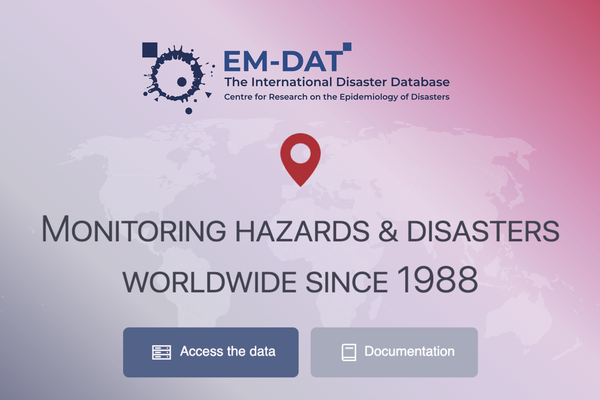 EM-DAT
The International Disaster Database
Centre for Research on the Epidemiology of Disasters
Monitoring hazards & disasters
worldwide since 1988
Access the data
Documentation